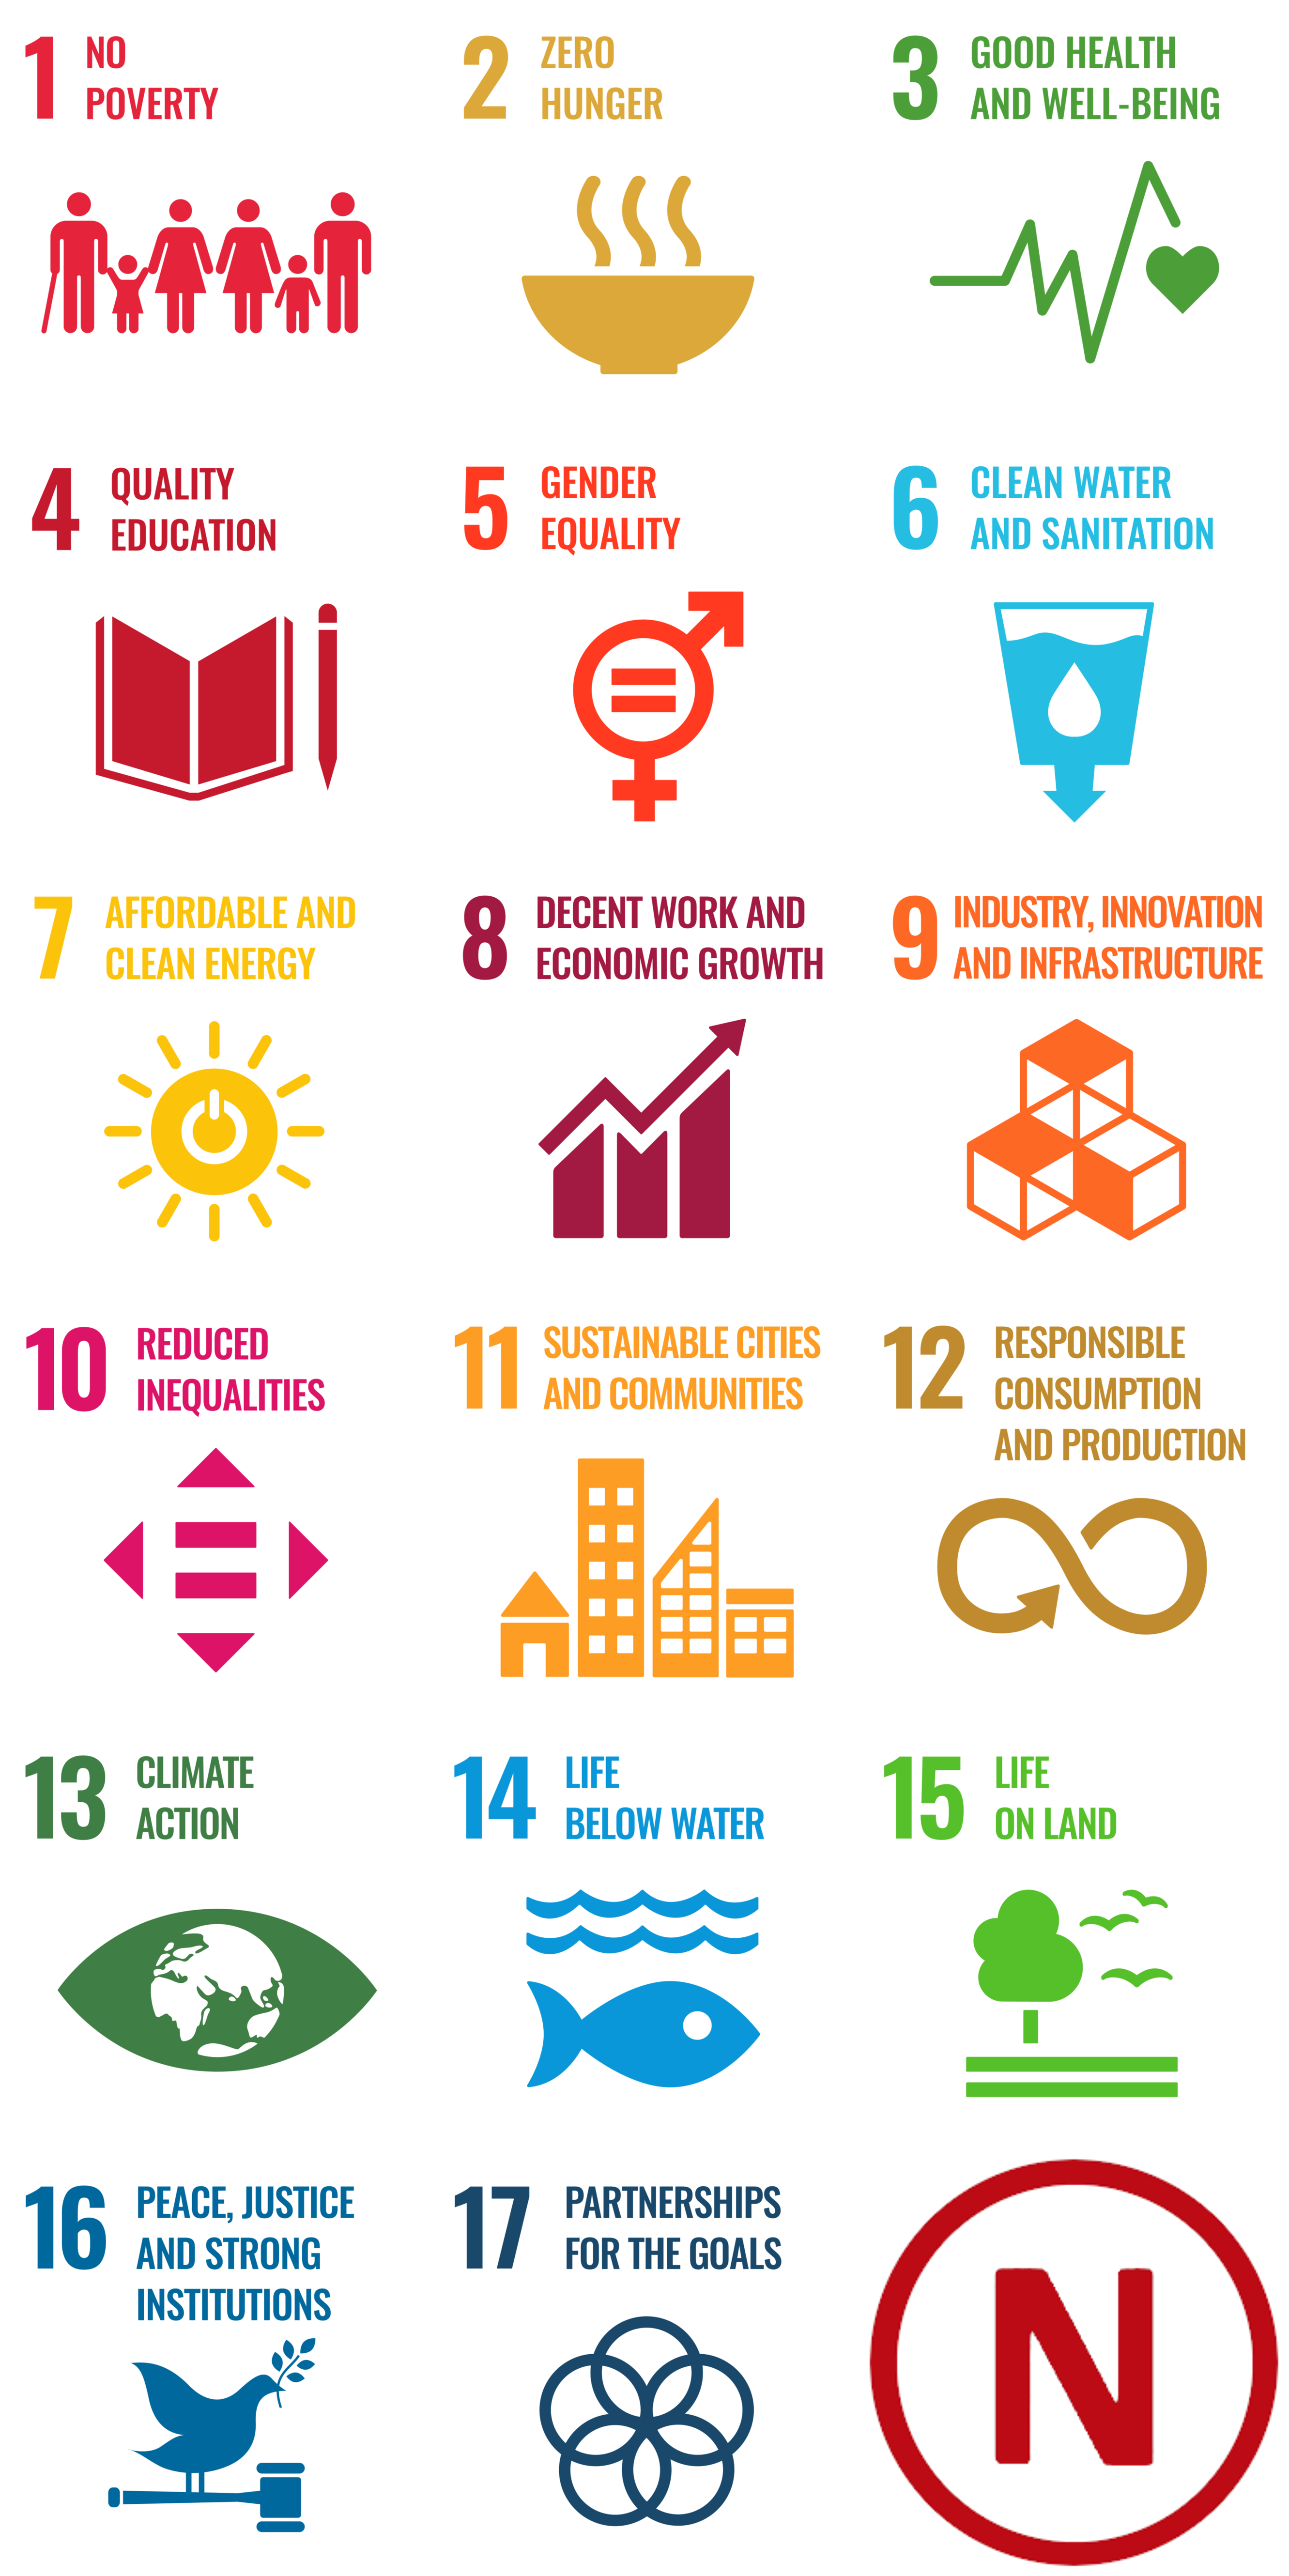 1 NO
POVERTY
2 ZERO
HUNGER
3 GOOD HEALTH
AND WELL-BEING
4 QUALITY
EDUCATION
5 GENDER
EQUALITY
6 CLEAN WATER
AND SANITATION
7 AFFORDABLE AND
CLEAN ENERGY
8 DECENT WORK AND
ECONOMIC GROWTH
9 INDUSTRY, INNOVATION
AND INFRASTRUCTURE
10 REDUCED
INEQUALITIES
11 SUSTAINABLE CITIES
AND COMMUNITIES
12 RESPONSIBLE
CONSUMPTION
AND PRODUCTION
13 CLIMATE
ACTION
14 LIFE
BELOW WATER
15 LIFE
ON LAND
16 PEACE, JUSTICE
AND STRONG
INSTITUTIONS
17 PARTNERSHIPS
FOR THE GOALS
N